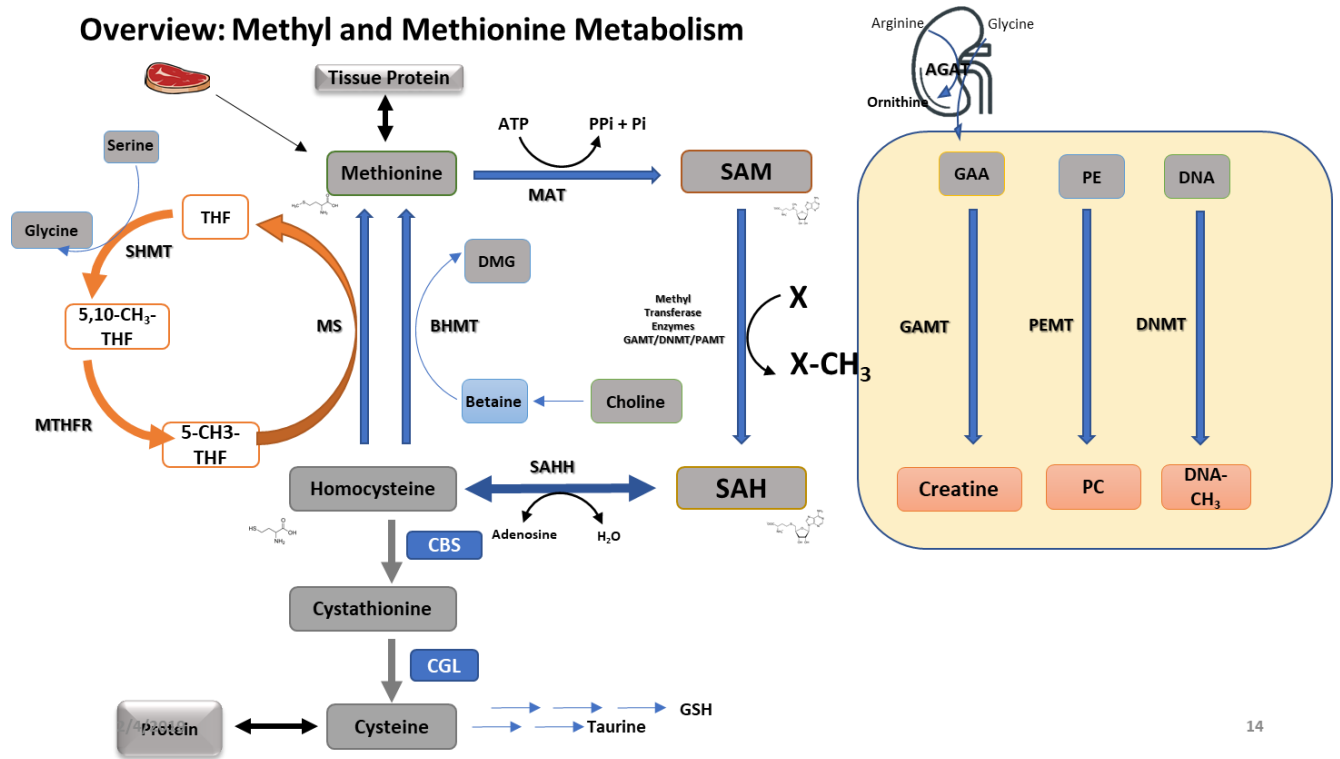 Overview: Methyl and Methionine Metabolism
Arginine
Glycine
AGAT
Ornithine
Tissue Protein
ATP
PPi + Pi
Serine
Methionine
MAT
SAM
GAA
PE
DNA
THF
Glycine
SHMT
DMG
5,10-CH₃-
THF
MS
BHMT
Methyl
Transferase
Enzymes
GAMT/DNMT/PAMT
X
X-CH₃
GAMT
PEMT
DNMT
Betaine
Choline
MTHFR
5-CH3-
THF
SAHH
Homocysteine
SAH
Creatine
PC
DNA-
CH₃
Adenosine
H₂O
CBS
Cystathionine
CGL
Protein
Cysteine
GSH
Taurine
14